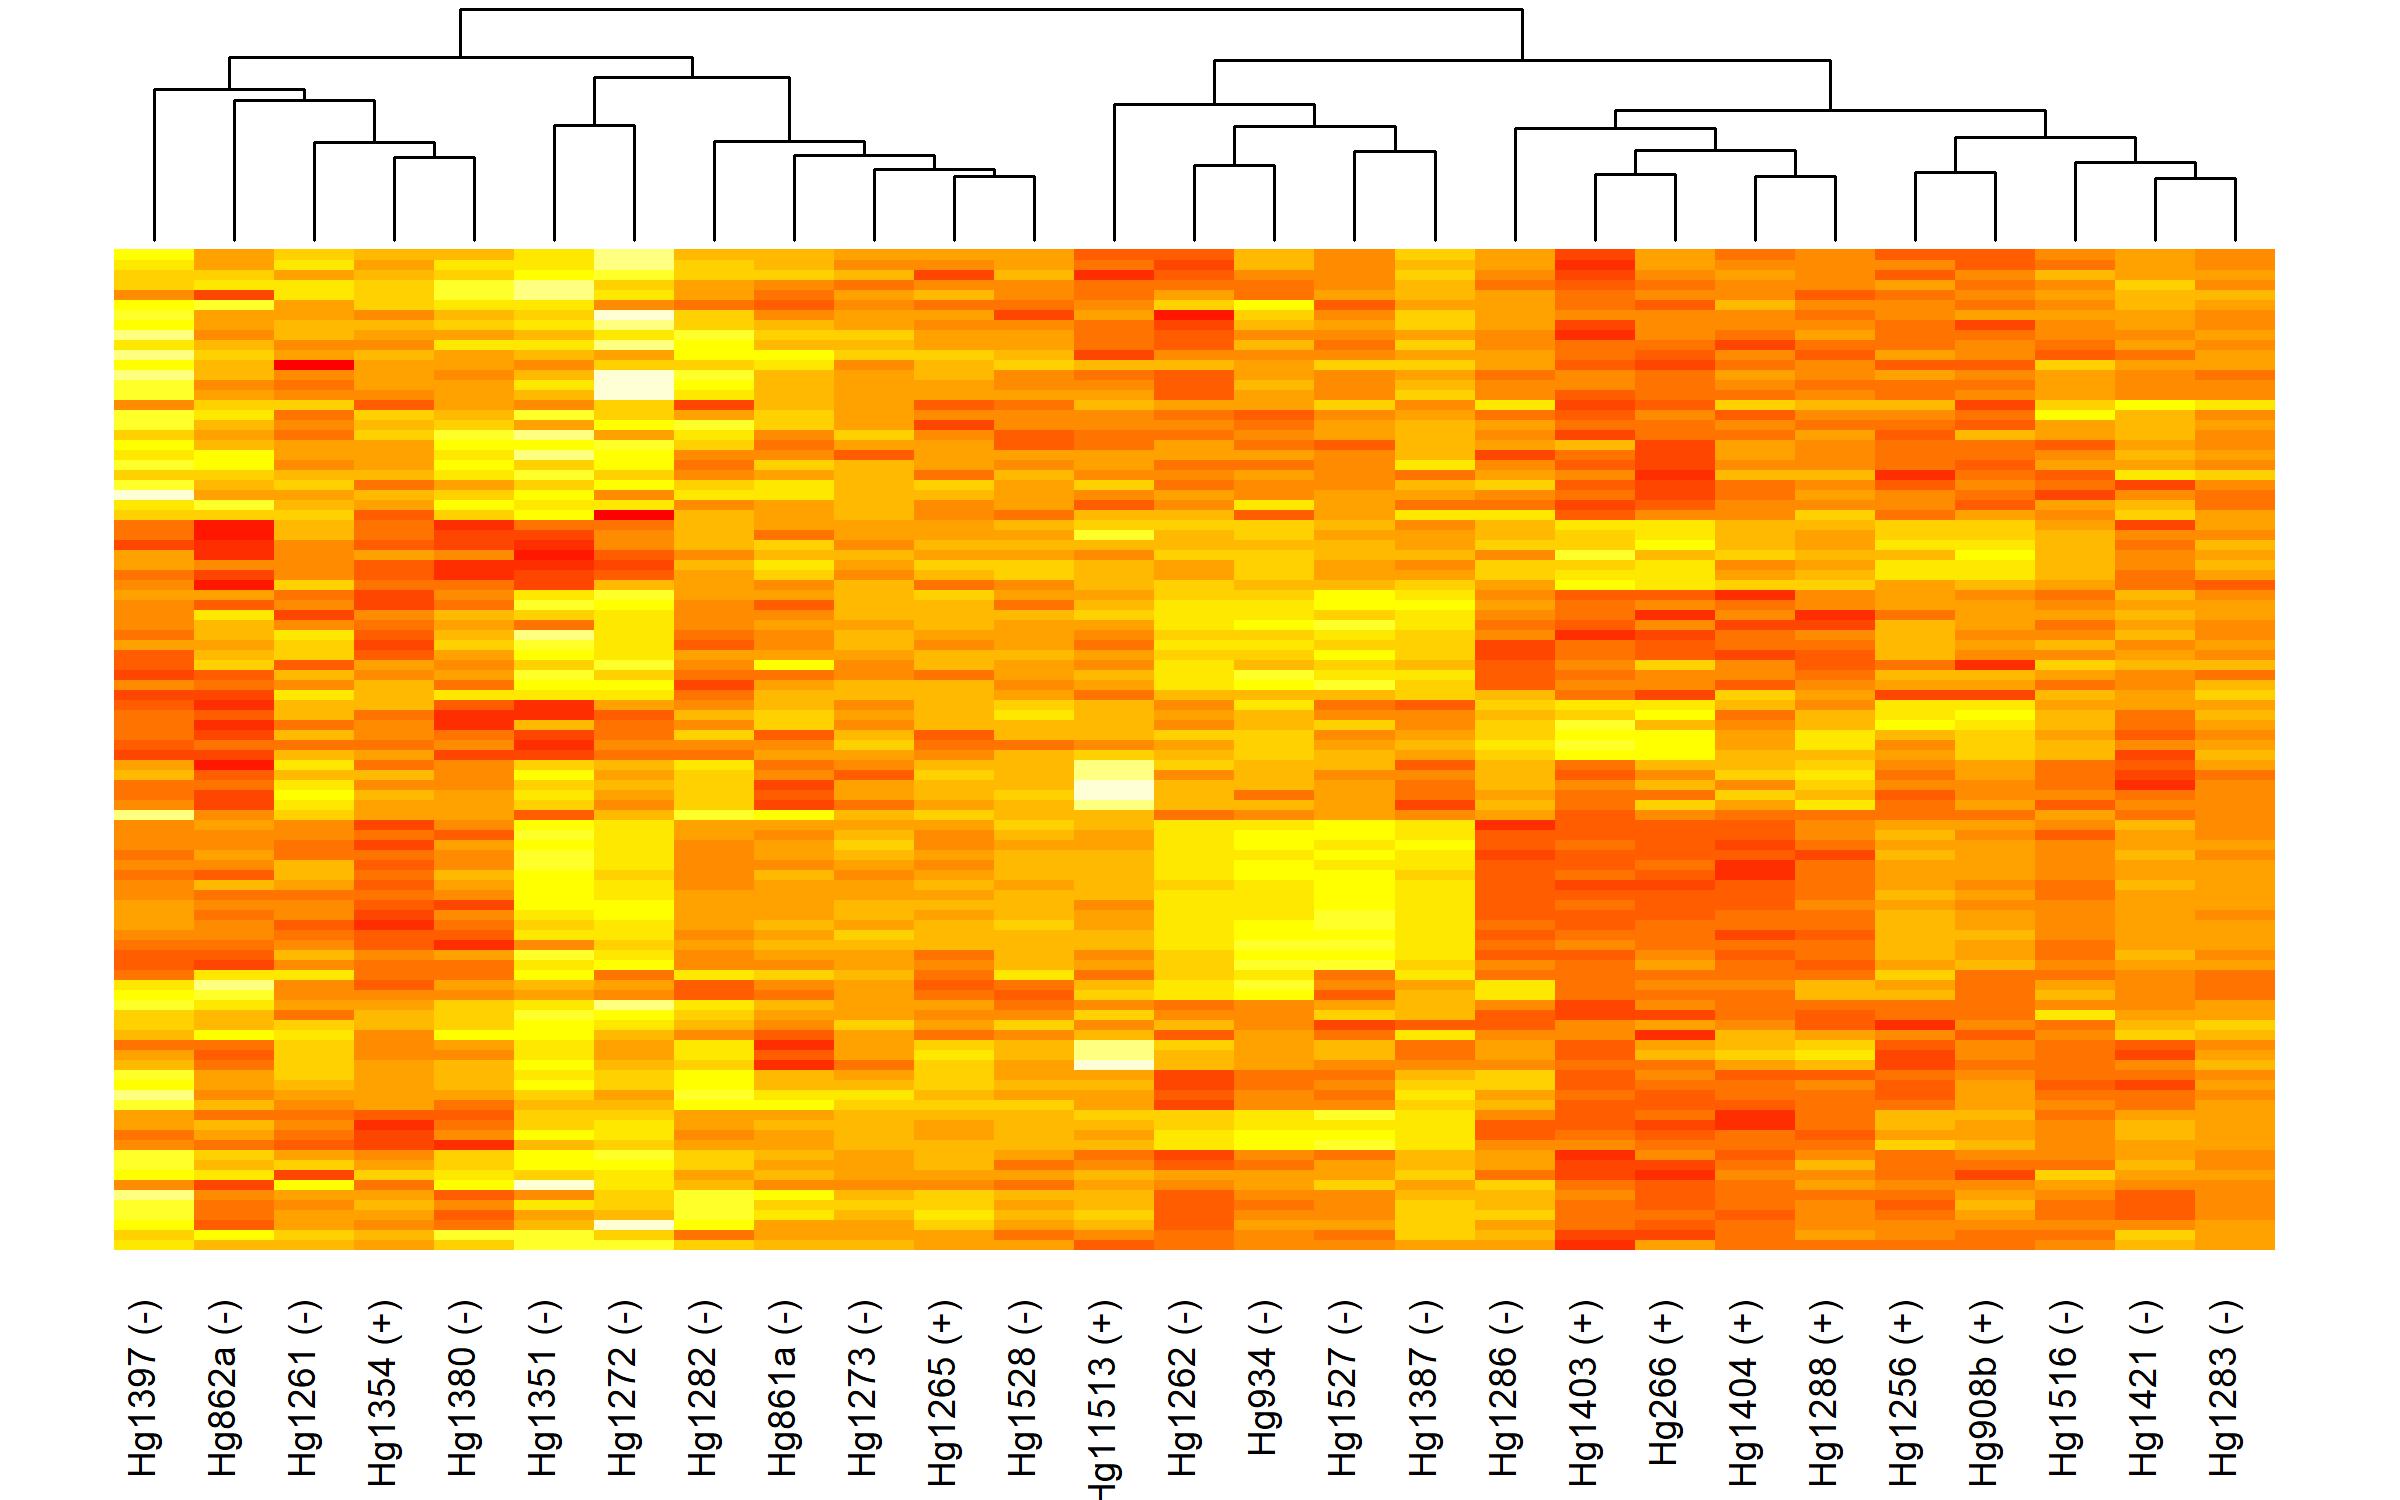 Hg1397 (-)
Hg862a (-)
Hg1261 (-)
Hg1354 (+)
Hg1380 (-)
Hg1351 (-)
Hg1272 (-)
Hg1282 (-)
Hg861a (-)
Hg1273 (-)
Hg1265 (+)
Hg1528 (-)
Hg11513 (+)
Hg1262 (-)
Hg934 (-)
Hg1527 (-)
Hg1387 (-)
Hg1286 (-)
Hg1403 (+)
Hg266 (+)
Hg1404 (+)
Hg1288 (+)
Hg1256 (+)
Hg908b (+)
Hg1516 (-)
Hg1421 (-)
Hg1283 (-)